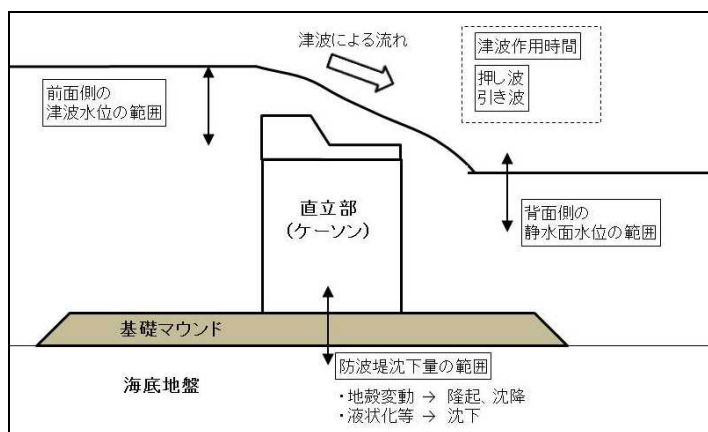 津波による流れ
津波作用時間
押し波
引き波
前面側の
津波水位の範囲
直立部
(ケーソン)
背面側の
静水面水位の範囲
基礎マウンド
防波堤沈下量の範囲
海底地盤
・地殻変動 → 隆起、沈降
・液状化等 → 沈下